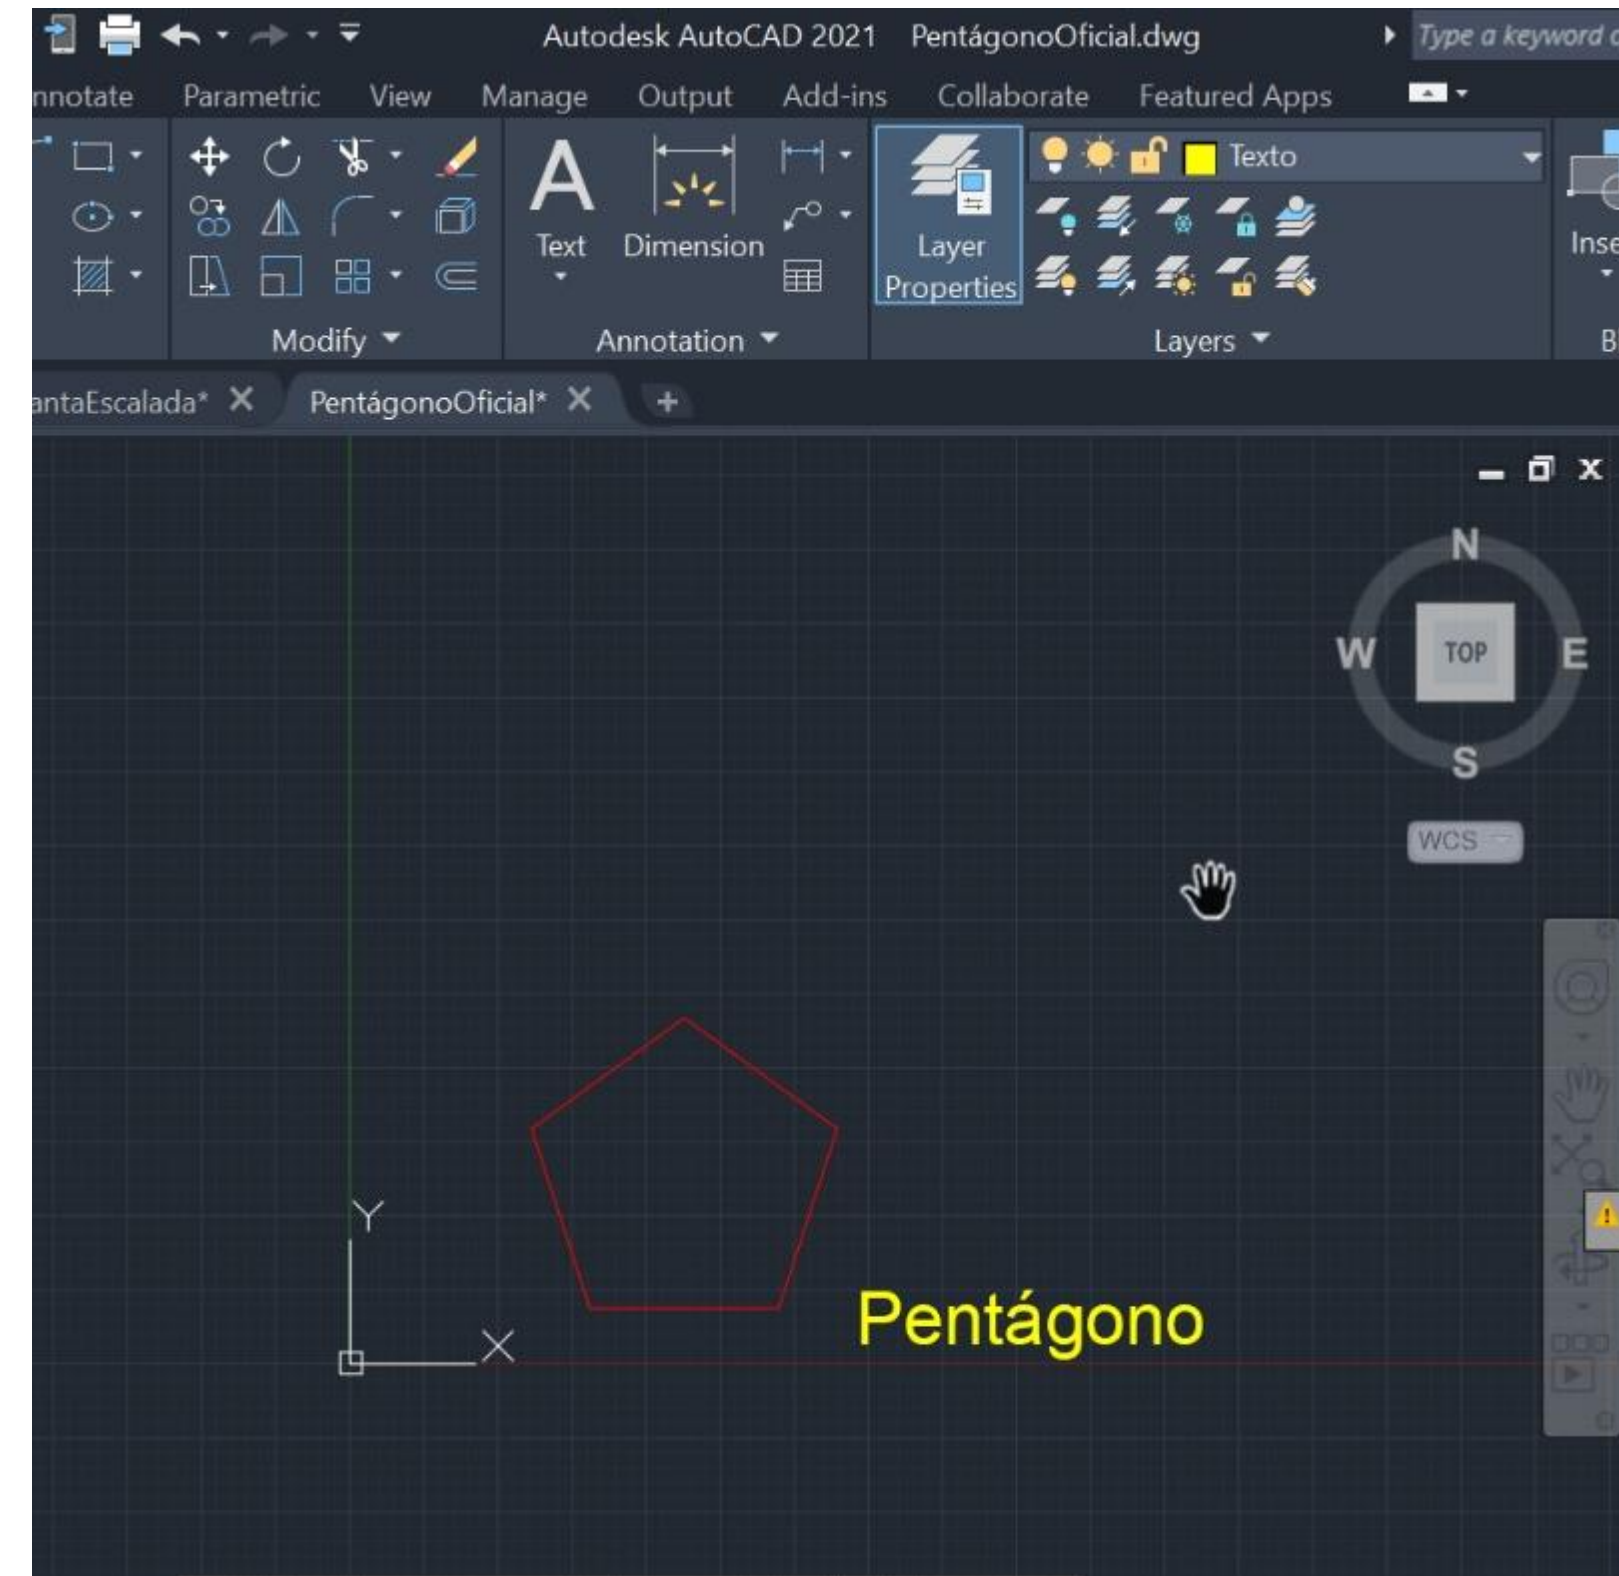 Autodesk AutoCAD 2021 PentágonoOficial.dwg Type a keyword
nnotate Parametric View Manage Output Add-ins Collaborate Featured Apps
Texto
Text Dimension Layer Properties Inse
Modify Annotation Layers B
antaEscalada* PentágonoOficial* +
N
W TOP E
S
WCS
Y
X
Pentágono